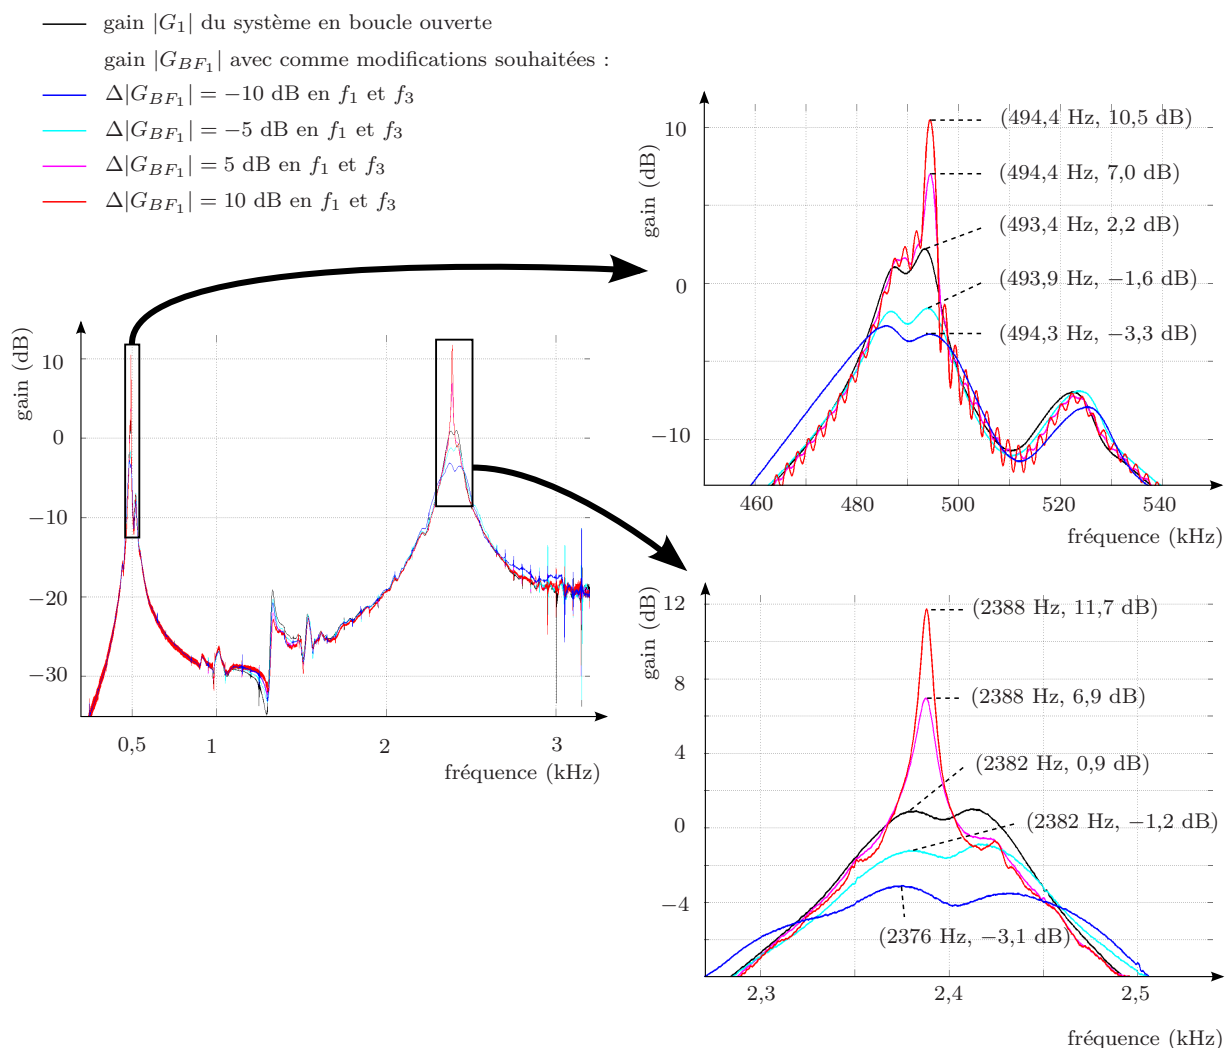 gain |G₁| du système en boucle ouverte
gain |G_BF₁| avec comme modifications souhaitées :
Δ|G_BF₁| = −10 dB en f₁ et f₃
Δ|G_BF₁| = −5 dB en f₁ et f₃
Δ|G_BF₁| = 5 dB en f₁ et f₃
Δ|G_BF₁| = 10 dB en f₁ et f₃
gain (dB)
10
0
−10
−20
−30
0,5
1
2
3
fréquence (kHz)
gain (dB)
10
0
−10
(494,4 Hz, 10,5 dB)
(494,4 Hz, 7,0 dB)
(493,4 Hz, 2,2 dB)
(493,9 Hz, −1,6 dB)
(494,3 Hz, −3,3 dB)
460
480
500
520
540
fréquence (kHz)
gain (dB)
12
8
4
0
−4
(2388 Hz, 11,7 dB)
(2388 Hz, 6,9 dB)
(2382 Hz, 0,9 dB)
(2382 Hz, −1,2 dB)
(2376 Hz, −3,1 dB)
2,3
2,4
2,5
fréquence (kHz)